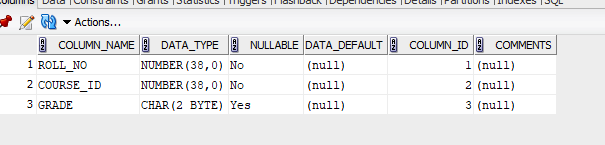 Columns | Data | Constraints | Grants | Statistics | Triggers | Flashback | Dependencies | Details | Partitions | Indexes | SQL
Actions...
COLUMN_NAME DATA_TYPE NULLABLE DATA_DEFAULT COLUMN_ID COMMENTS
1 ROLL_NO NUMBER(38,0) No (null) 1 (null)
2 COURSE_ID NUMBER(38,0) No (null) 2 (null)
3 GRADE CHAR(2 BYTE) Yes (null) 3 (null)